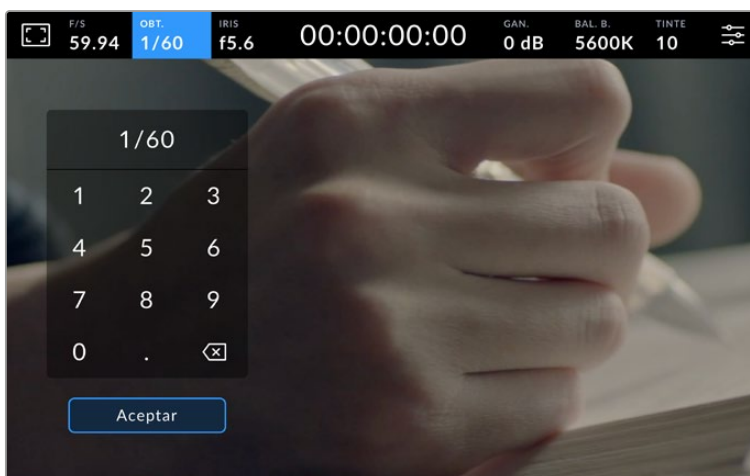 F/S OBT. IRIS GAN. BAL. B. TINTE
59.94 1/60 f5.6 00:00:00:00 0 dB 5600K 10
1/60
1 2 3
4 5 6
7 8 9
0 .
Aceptar